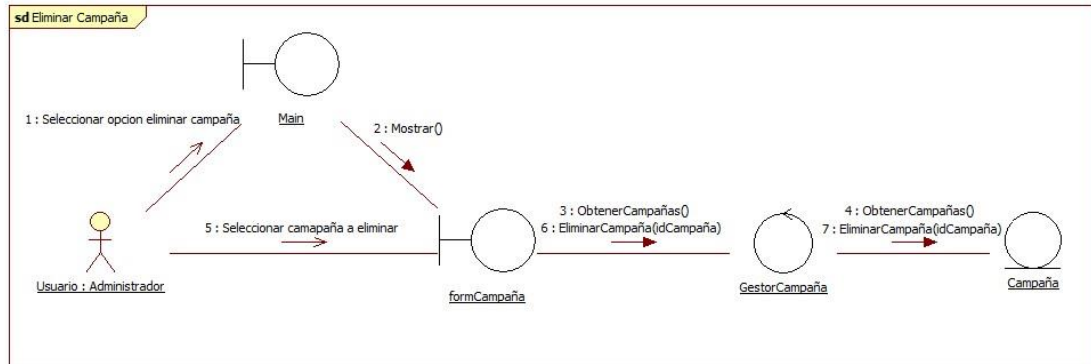 sd Eliminar Campaña
1 : Seleccionar opcion eliminar campaña
Main
2 : Mostrar()
5 : Seleccionar camapaña a eliminar
3 : ObtenerCampañas()
6 : EliminarCampaña(idCampaña)
4 : ObtenerCampañas()
7 : EliminarCampaña(idCampaña)
Usuario : Administrador
formCampaña
GestorCampaña
Campaña